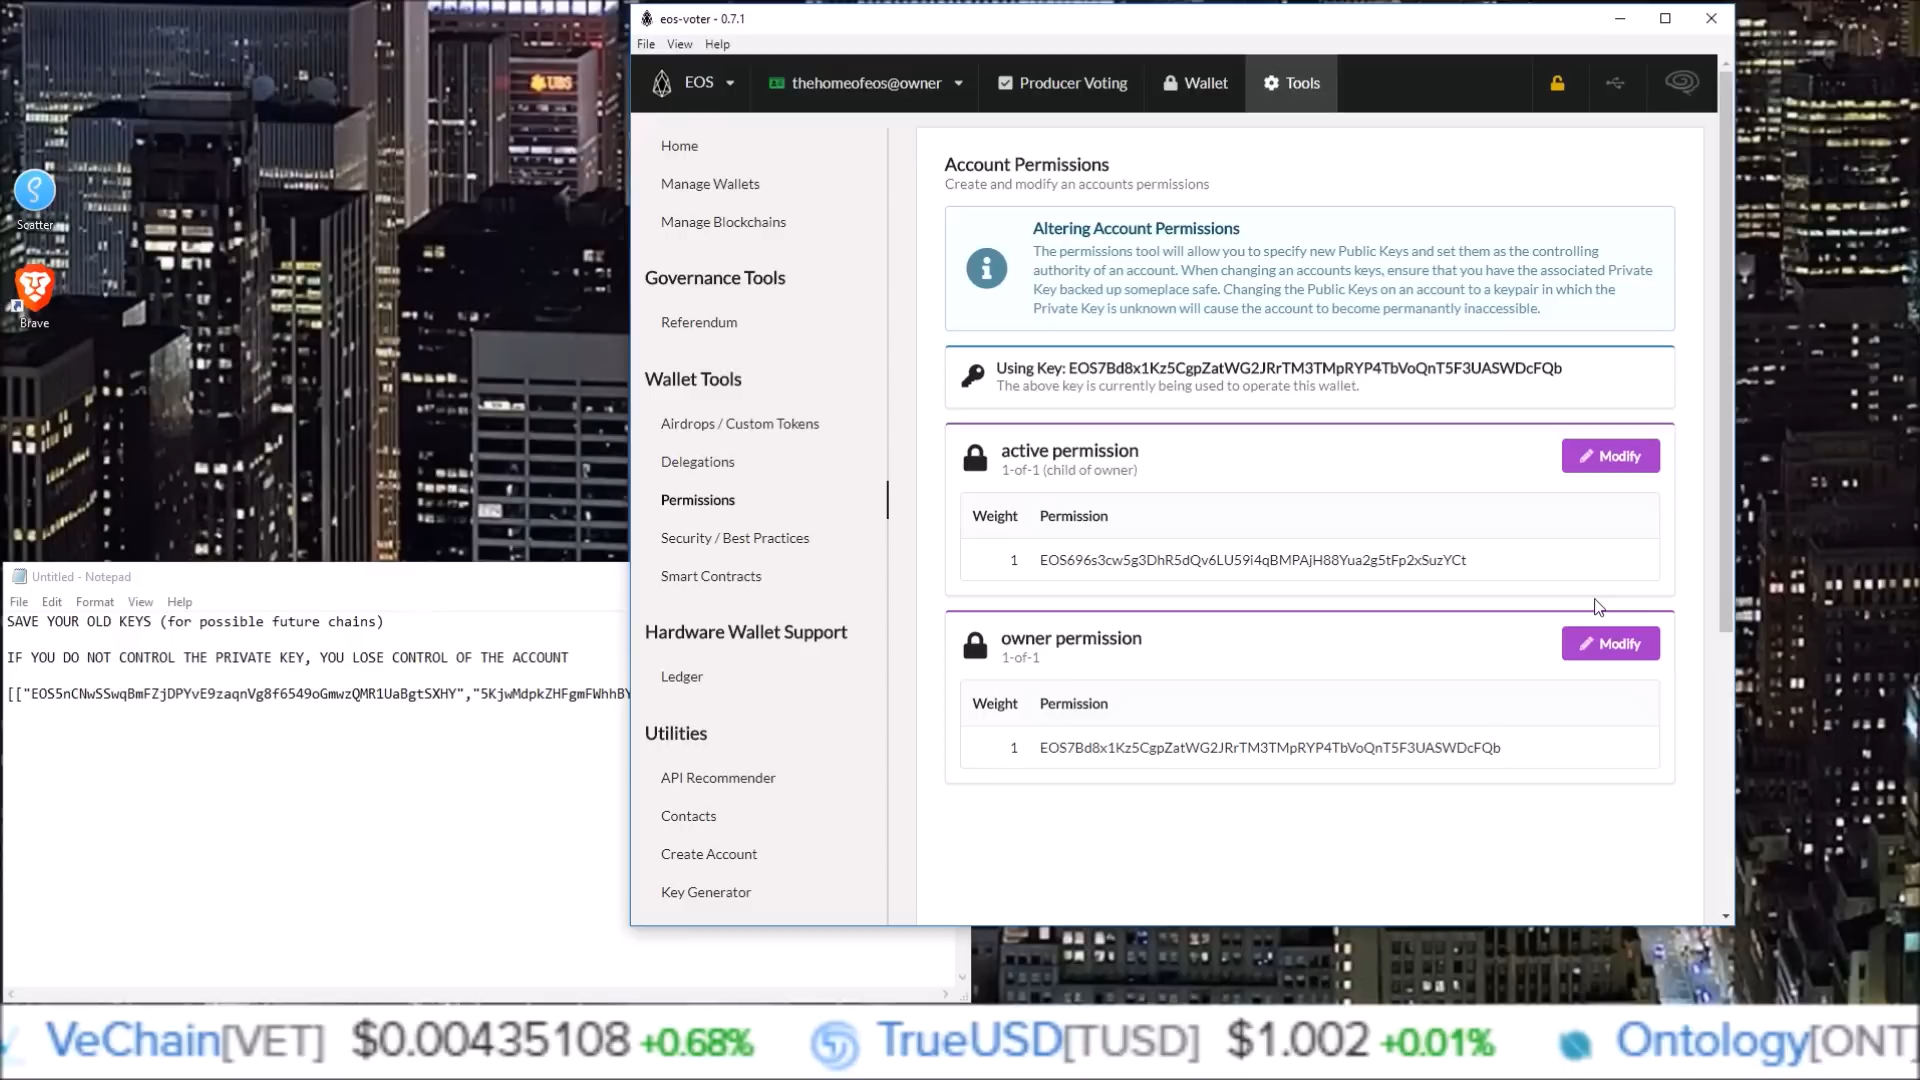 UBS
Scatter
Brave
eos-voter - 0.7.1
File View Help
EOS
thehomeofeos@owner
Producer Voting
Wallet
Tools
Home
Manage Wallets
Manage Blockchains
Governance Tools
Referendum
Wallet Tools
Airdrops / Custom Tokens
Delegations
Permissions
Security / Best Practices
Smart Contracts
Hardware Wallet Support
Ledger
Utilities
API Recommender
Contacts
Create Account
Key Generator
Account Permissions
Create and modify an accounts permissions
Altering Account Permissions
The permissions tool will allow you to specify new Public Keys and set them as the controlling
authority of an account. When changing an accounts keys, ensure that you have the associated Private
Key backed up someplace safe. Changing the Public Keys on an account to a keypair in which the
Private Key is unknown will cause the account to become permanantly inaccessible.
Using Key: EOS7Bd8x1Kz5CgpZatWG2JRrTM3TMpRYP4TbVoQnT5F3UASWDcFQb
The above key is currently being used to operate this wallet.
active permission
1-of-1 (child of owner)
Modify
Weight Permission
1 EOS696s3cw5g3DhR5dQv6LU59i4qBMPAjH88Yua2g5tFp2xSuzYCt
owner permission
1-of-1
Modify
Weight Permission
1 EOS7Bd8x1Kz5CgpZatWG2JRrTM3TMpRYP4TbVoQnT5F3UASWDcFQb
Untitled - Notepad
File Edit Format View Help
SAVE YOUR OLD KEYS (for possible future chains)
IF YOU DO NOT CONTROL THE PRIVATE KEY, YOU LOSE CONTROL OF THE ACCOUNT
[["EOS5nCNwSSwqBmFZjDPYvE9zaqnVg8f6549oGmwzQMR1UaBgtSXHY","5KjwMdpkZHFgmFWhhBY
VeChain[VET] $0.00435108 +0.68% TrueUSD[TUSD] $1.002 +0.01% Ontology[ONT]